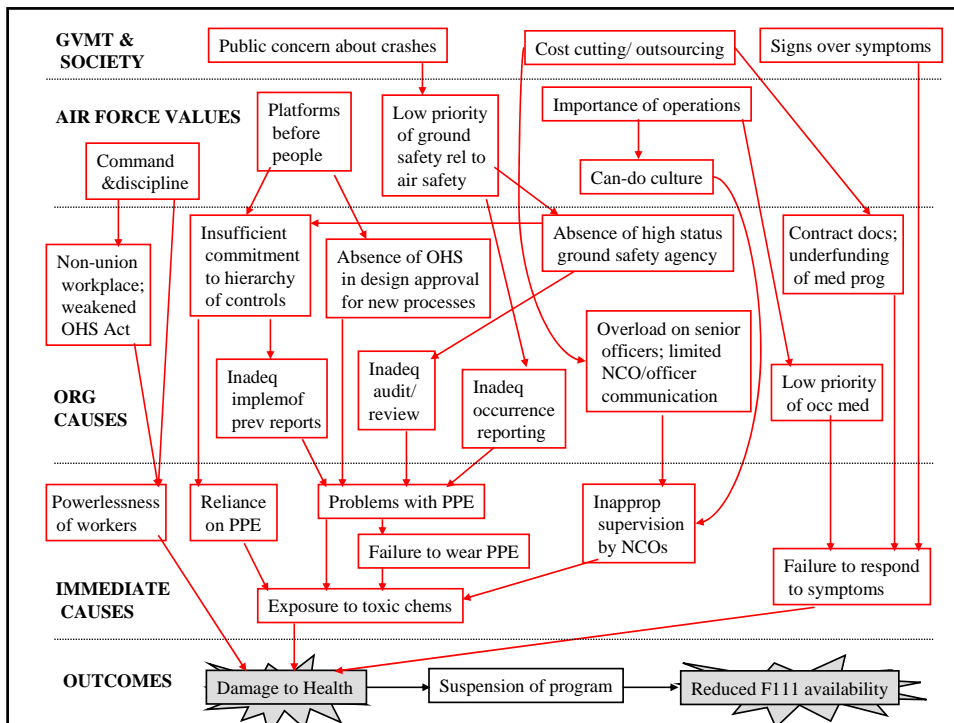 GVMT &
SOCIETY
Public concern about crashes
Cost cutting/ outsourcing
Signs over symptoms
AIR FORCE VALUES
Platforms
before
people
Low priority
of ground
safety rel to
air safety
Importance of operations
Command
&discipline
Can-do culture
Non-union
workplace;
weakened
OHS Act
Insufficient
commitment
to hierarchy
of controls
Absence of OHS
in design approval
for new processes
Absence of high status
ground safety agency
Contract docs;
underfunding
of med prog
ORG
CAUSES
Inadeq
implemof
prev reports
Inadeq
audit/
review
Inadeq
occurrence
reporting
Overload on senior
officers; limited
NCO/officer
communication
Low priority
of occ med
Powerlessness
of workers
Reliance
on PPE
Problems with PPE
Failure to wear PPE
Inapprop
supervision
by NCOs
Failure to respond
to symptoms
IMMEDIATE
CAUSES
Exposure to toxic chems
OUTCOMES
Damage to Health
Suspension of program
Reduced F111 availability